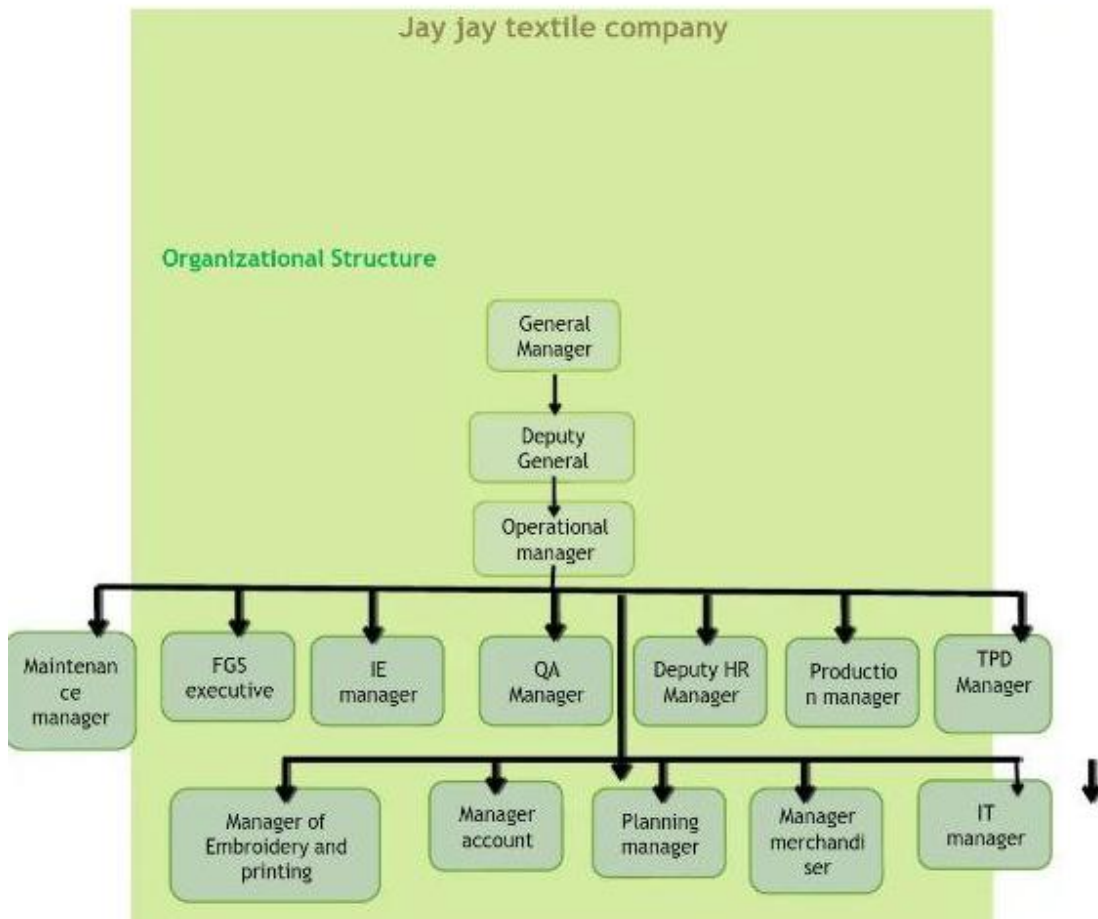 Jay jay textile company
Organizational Structure
General
Manager
Deputy
General
Operational
manager
Maintenan
ce
manager
FGS
executive
IE
manager
QA
Manager
Deputy HR
Manager
Productio
n manager
TPD
Manager
Manager of
Embroidery and
printing
Manager
account
Planning
manager
Manager
merchandi
ser
IT
manager